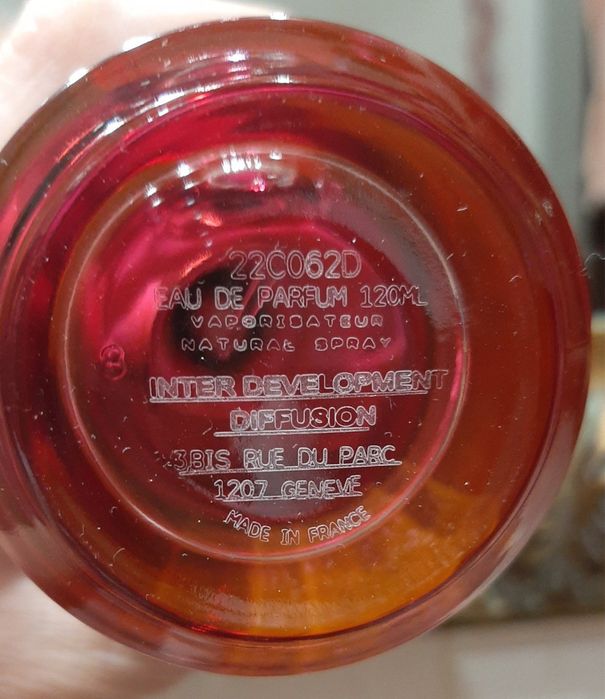 22C062D
EAU DE PARFUM 120ML
VAPORISATEUR
NATURAL SPRAY
8
INTER DEVELOPMENT
DIFFUSION
3BIS RUE DU PARC
1207 GENEVE
MADE IN FRANCE